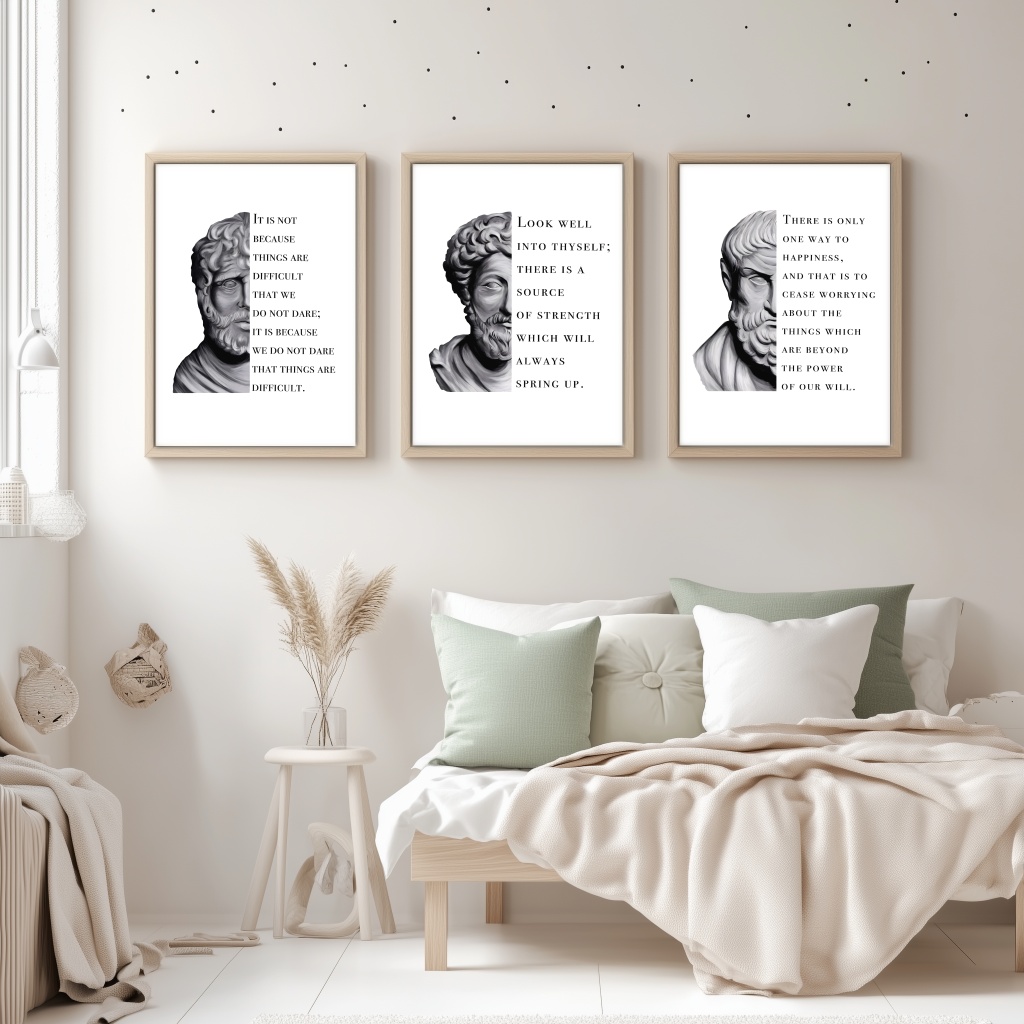 It is not
because
things are
difficult
that we
do not dare;
it is because
we do not dare
that things are
difficult.
Look well
into thyself;
there is a
source
of strength
which will
always
spring up.
There is only
one way to
happiness,
and that is to
cease worrying
about the
things which
are beyond
the power
of our will.